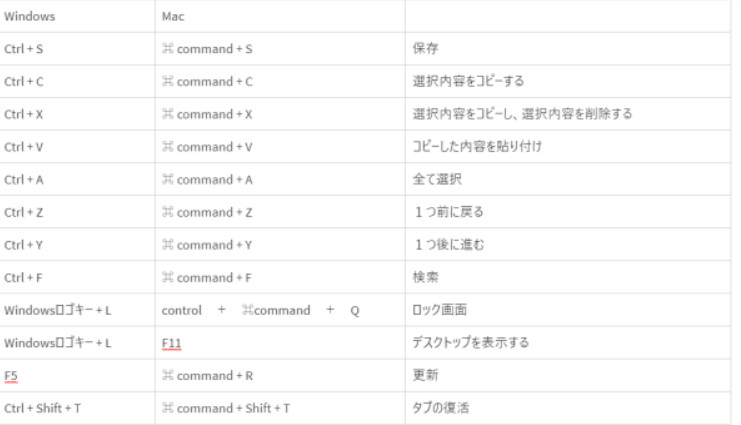 Windows Mac
Ctrl + S ⌘ command + S 保存
Ctrl + C ⌘ command + C 選択内容をコピーする
Ctrl + X ⌘ command + X 選択内容をコピーし、選択内容を削除する
Ctrl + V ⌘ command + V コピーした内容を貼り付け
Ctrl + A ⌘ command + A 全て選択
Ctrl + Z ⌘ command + Z １つ前に戻る
Ctrl + Y ⌘ command + Y １つ後に進む
Ctrl + F ⌘ command + F 検索
Windowsロゴキー + L control + ⌘command + Q ロック画面
Windowsロゴキー + L F11 デスクトップを表示する
F5 ⌘ command + R 更新
Ctrl + Shift + T ⌘ command + Shift + T タブの復活